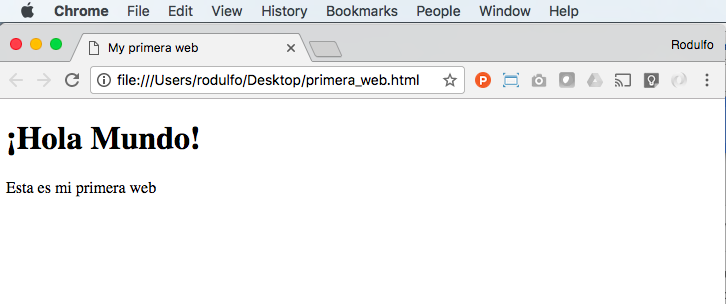 Chrome File Edit View History Bookmarks People Window Help
My primera web
Rodulfo
file:///Users/rodulfo/Desktop/primera_web.html
¡Hola Mundo!
Esta es mi primera web